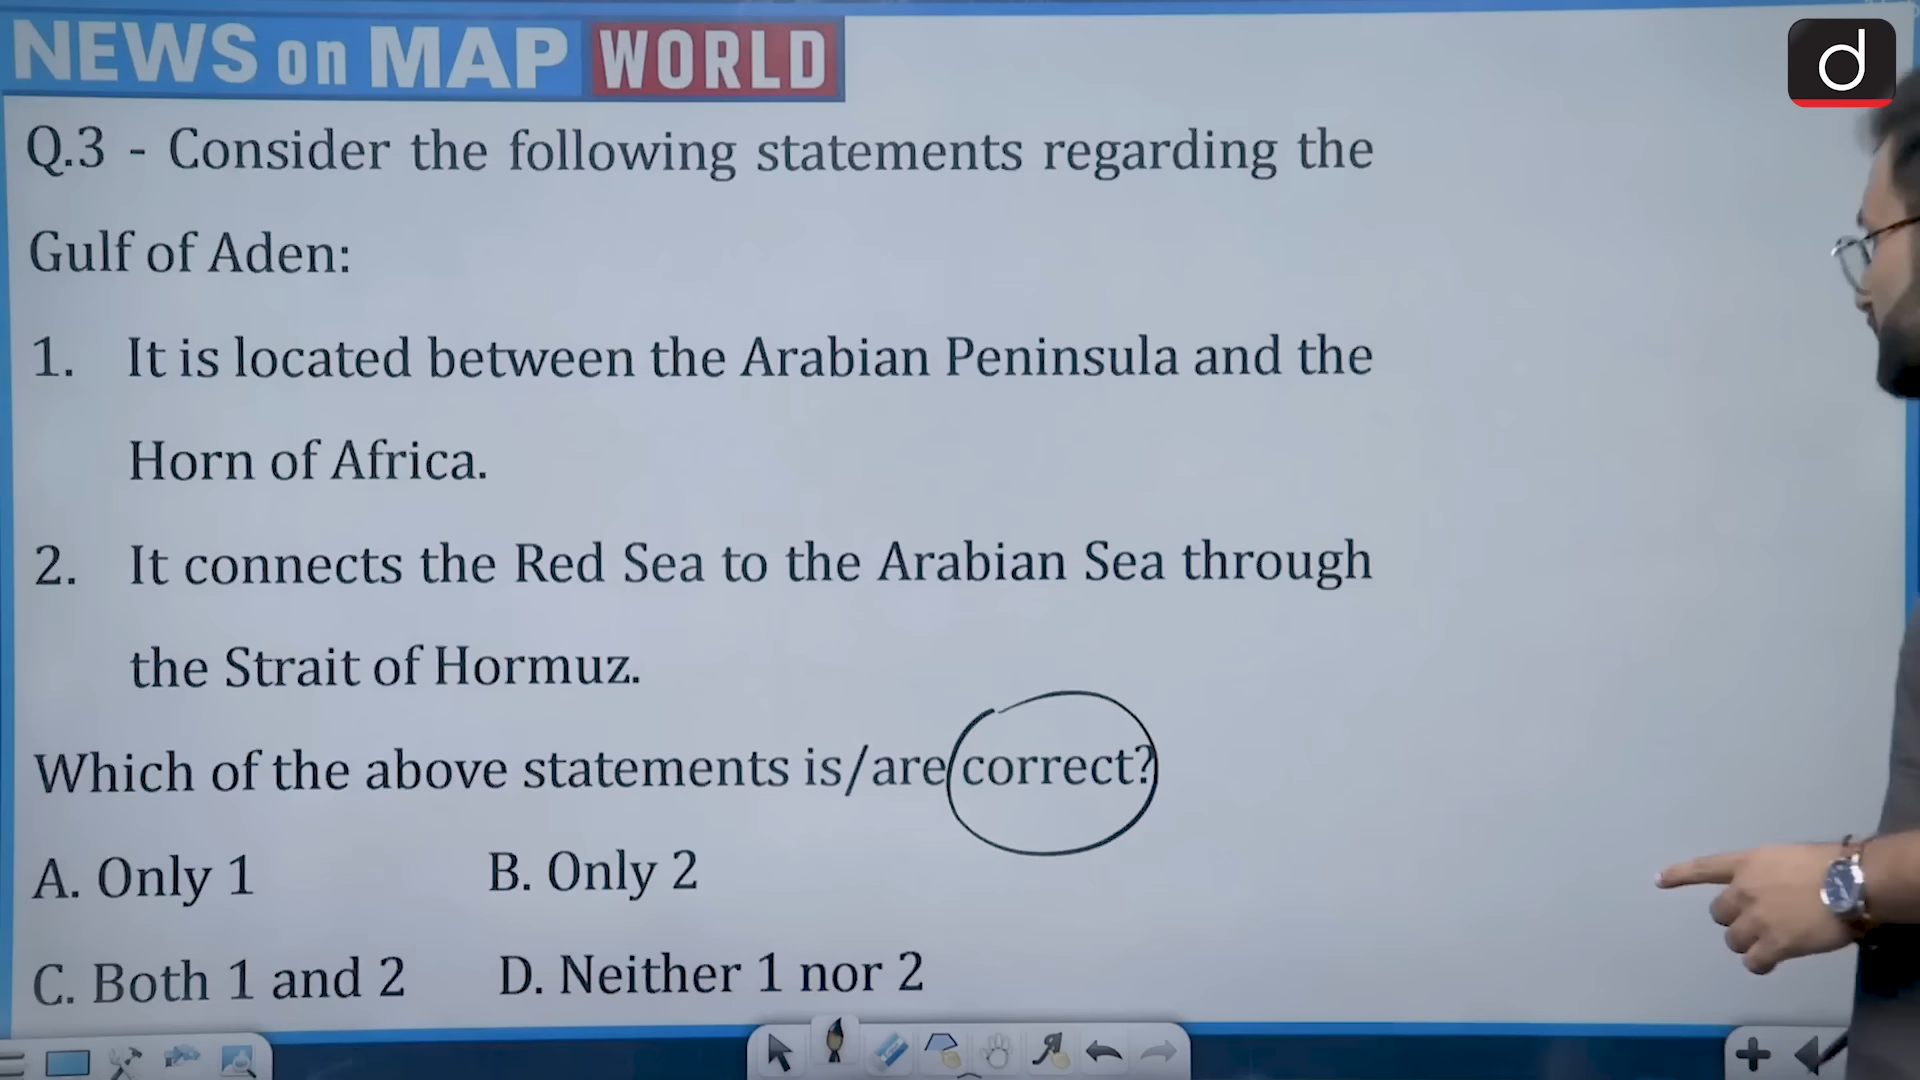 NEWS on MAP WORLD
d
Q.3 - Consider the following statements regarding the
Gulf of Aden:
1. It is located between the Arabian Peninsula and the
Horn of Africa.
2. It connects the Red Sea to the Arabian Sea through
the Strait of Hormuz.
Which of the above statements is/are correct?
A. Only 1 B. Only 2
C. Both 1 and 2 D. Neither 1 nor 2